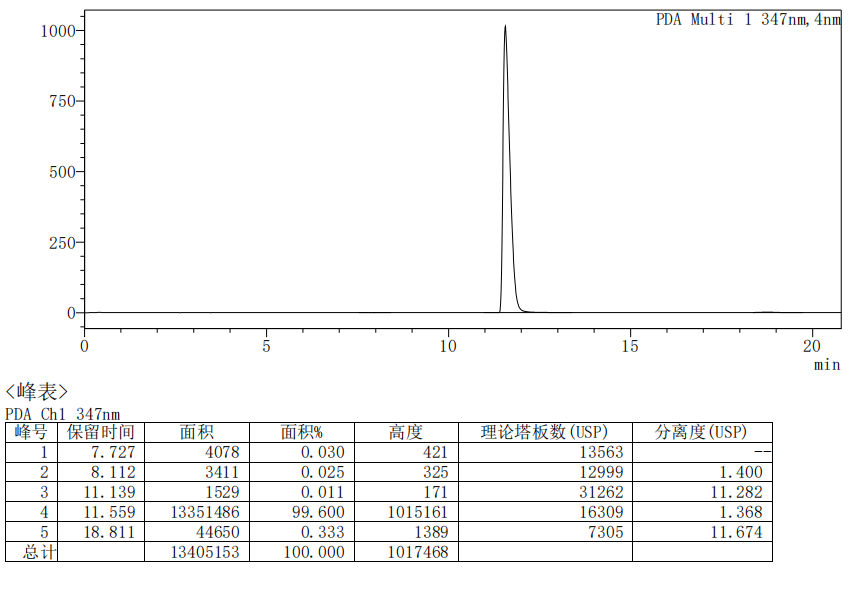 PDA Multi 1 347nm,4nm
1000
750
500
250
0
0 5 10 15 20
min
<峰表>
PDA Ch1 347nm
峰号 保留时间 面积 面积% 高度 理论塔板数(USP) 分离度(USP)
1 7.727 4078 0.030 421 13563 --
2 8.112 3411 0.025 325 12999 1.400
3 11.139 1529 0.011 171 31262 11.282
4 11.559 13351486 99.600 1015161 16309 1.368
5 18.811 44650 0.333 1389 7305 11.674
总计 13405153 100.000 1017468